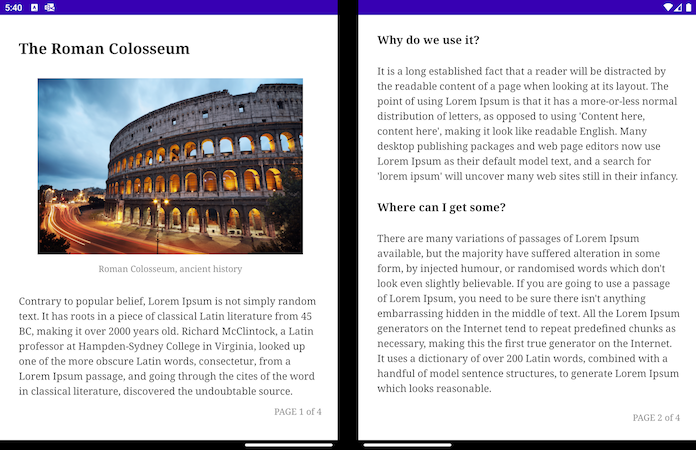 5:40
The Roman Colosseum
Roman Colosseum, ancient history
Contrary to popular belief, Lorem Ipsum is not simply random
text. It has roots in a piece of classical Latin literature from 45
BC, making it over 2000 years old. Richard McClintock, a Latin
professor at Hampden-Sydney College in Virginia, looked up
one of the more obscure Latin words, consectetur, from a
Lorem Ipsum passage, and going through the cites of the word
in classical literature, discovered the undoubtable source.
PAGE 1 of 4
Why do we use it?
It is a long established fact that a reader will be distracted by
the readable content of a page when looking at its layout. The
point of using Lorem Ipsum is that it has a more-or-less normal
distribution of letters, as opposed to using 'Content here,
content here', making it look like readable English. Many
desktop publishing packages and web page editors now use
Lorem Ipsum as their default model text, and a search for
'lorem ipsum' will uncover many web sites still in their infancy.
Where can I get some?
There are many variations of passages of Lorem Ipsum
available, but the majority have suffered alteration in some
form, by injected humour, or randomised words which don't
look even slightly believable. If you are going to use a passage
of Lorem Ipsum, you need to be sure there isn't anything
embarrassing hidden in the middle of text. All the Lorem Ipsum
generators on the Internet tend to repeat predefined chunks as
necessary, making this the first true generator on the Internet.
It uses a dictionary of over 200 Latin words, combined with a
handful of model sentence structures, to generate Lorem Ipsum
which looks reasonable.
PAGE 2 of 4